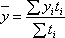 y̅ = ∑ yᵢtᵢ / ∑ tᵢ